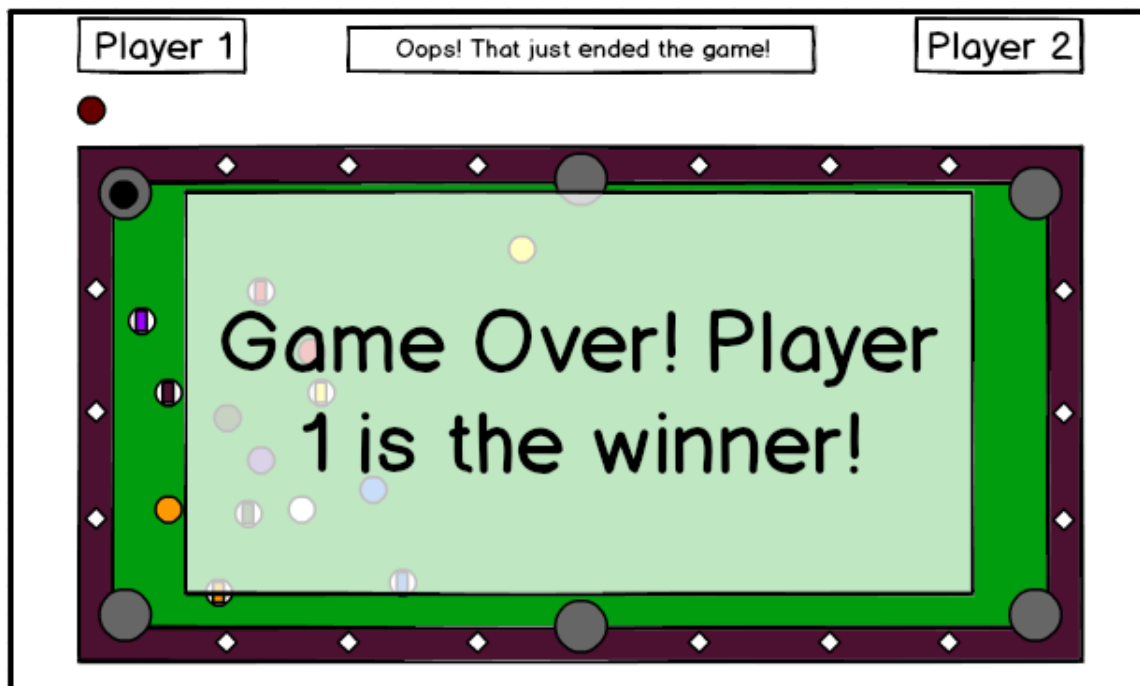 Player 1
Oops! That just ended the game!
Player 2
Game Over! Player
1 is the winner!